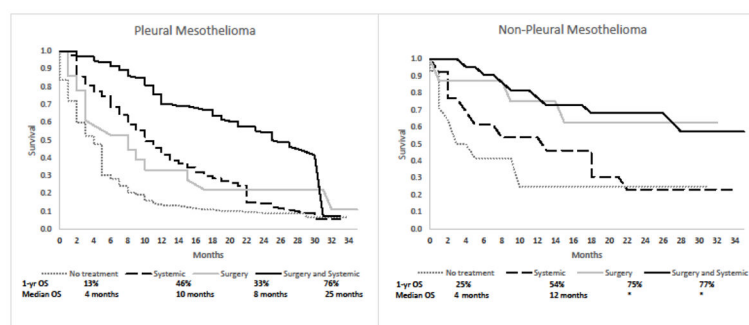 Pleural Mesothelioma
1.0
0.9
0.8
0.7
0.6
0.5
0.4
0.3
0.2
0.1
0.0
Survival
0 2 4 6 8 10 12 14 16 18 20 22 24 26 28 30 32 34
Months
No treatment Systemic Surgery Surgery and Systemic
1-yr OS 13% 46% 33% 76%
Median OS 4 months 10 months 8 months 25 months
Non-Pleural Mesothelioma
1.0
0.9
0.8
0.7
0.6
0.5
0.4
0.3
0.2
0.1
0.0
Survival
0 2 4 6 8 10 12 14 16 18 20 22 24 26 28 30 32 34
Months
No treatment Systemic Surgery Surgery and Systemic
1-yr OS 25% 54% 75% 77%
Median OS 4 months 12 months * *